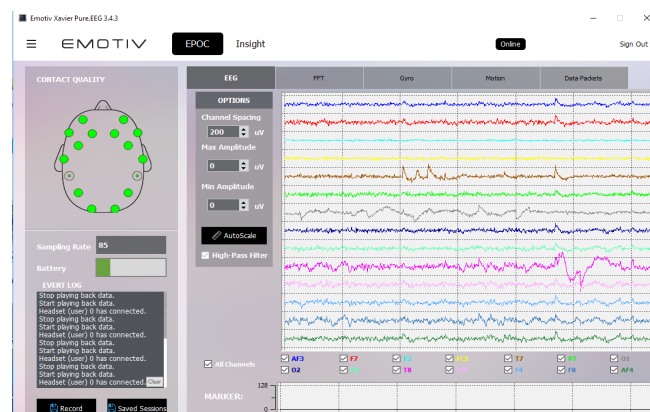 Emotiv Xavier Pure.EEG 3.4.3
EMOTIV
EPOC
Insight
Online
Sign Out
CONTACT QUALITY
Sampling Rate 85
Battery
EVENT LOG
Stop playing back data.
Start playing back data.
Headset (user) 0 has connected.
Stop playing back data.
Start playing back data.
Stop playing back data.
Start playing back data.
Headset (user) 0 has connected.
Headset (user) 0 has connected.
Stop playing back data.
Start playing back data.
Headset (user) 0 has connected.
Clear
Record
Saved Sessions
EEG
FFT
Gyro
Motion
Data Packets
OPTIONS
Channel Spacing
200 uV
Max Amplitude
0 uV
Min Amplitude
0 uV
AutoScale
High-Pass Filter
All Channels
AF3 F7 F3 FC5 T7 P7 O1
O2 T8 F4 F8 AF4
MARKER:
128
0